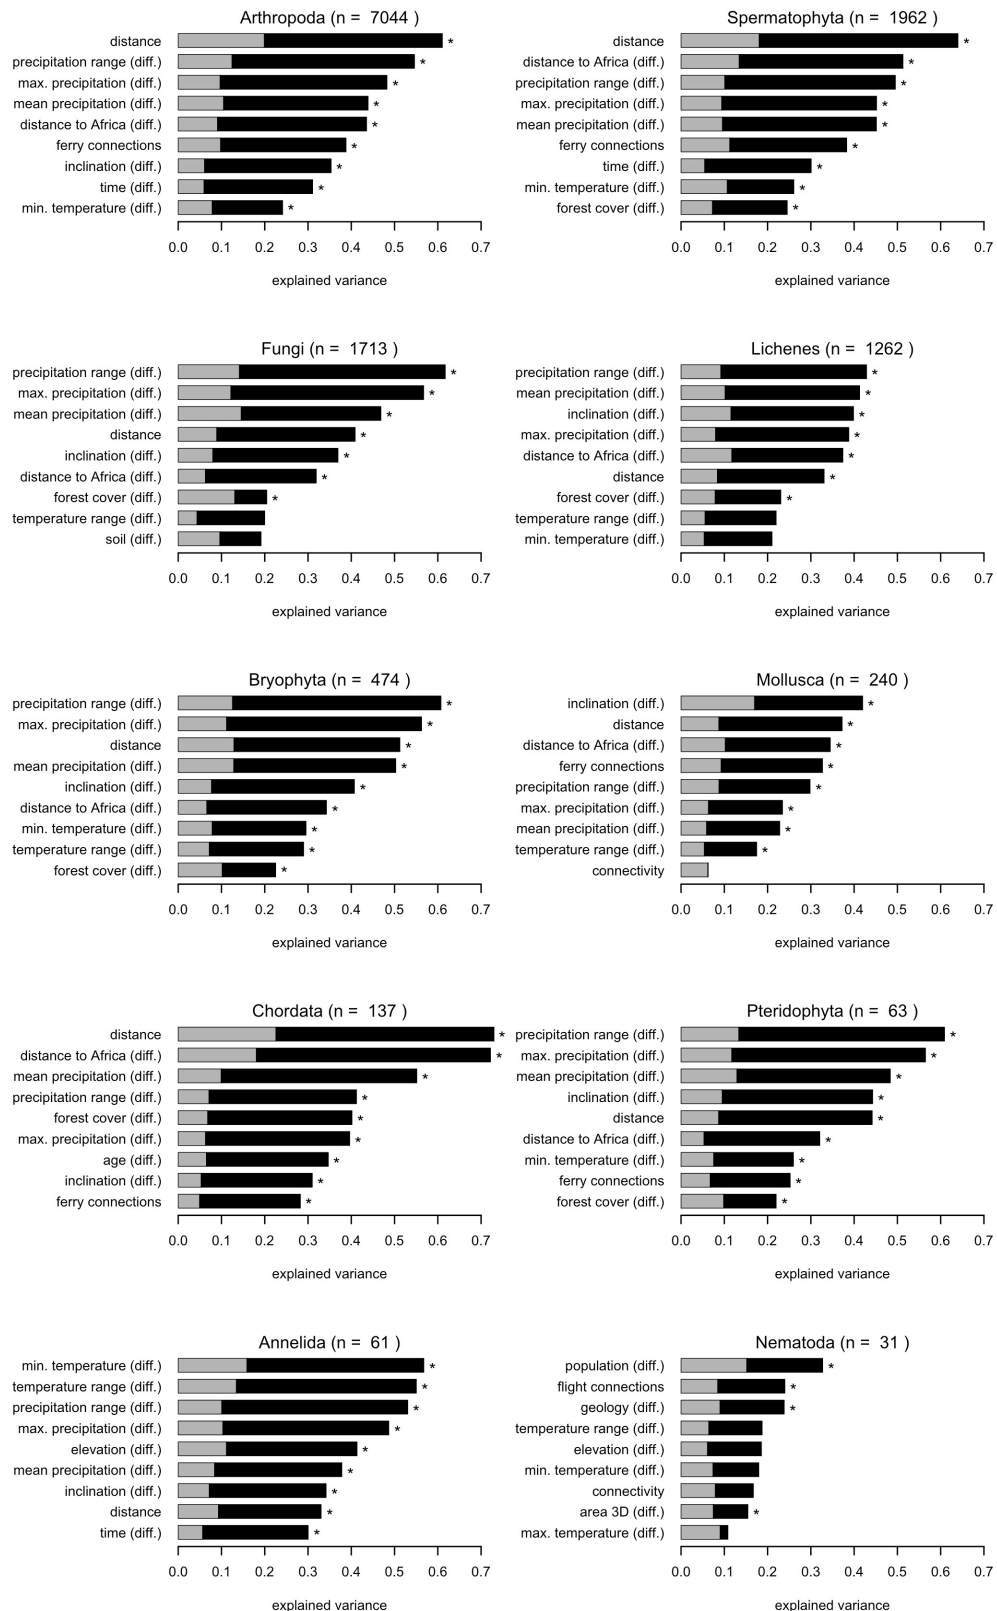 Arthropoda (n =  7044 )
distance *
precipitation range (diff.) *
max. precipitation (diff.) *
mean precipitation (diff.) *
distance to Africa (diff.) *
ferry connections *
inclination (diff.) *
time (diff.) *
min. temperature (diff.) *
0.0 0.1 0.2 0.3 0.4 0.5 0.6 0.7
explained variance
Spermatophyta (n =  1962 )
distance *
distance to Africa (diff.) *
precipitation range (diff.) *
max. precipitation (diff.) *
mean precipitation (diff.) *
ferry connections *
time (diff.) *
min. temperature (diff.) *
forest cover (diff.) *
0.0 0.1 0.2 0.3 0.4 0.5 0.6 0.7
explained variance
Fungi (n =  1713 )
precipitation range (diff.) *
max. precipitation (diff.) *
mean precipitation (diff.) *
distance *
inclination (diff.) *
distance to Africa (diff.) *
forest cover (diff.) *
temperature range (diff.)
soil (diff.)
0.0 0.1 0.2 0.3 0.4 0.5 0.6 0.7
explained variance
Lichenes (n =  1262 )
precipitation range (diff.) *
mean precipitation (diff.) *
inclination (diff.) *
max. precipitation (diff.) *
distance to Africa (diff.) *
distance *
forest cover (diff.) *
temperature range (diff.)
min. temperature (diff.)
0.0 0.1 0.2 0.3 0.4 0.5 0.6 0.7
explained variance
Bryophyta (n =  474 )
precipitation range (diff.) *
max. precipitation (diff.) *
distance *
mean precipitation (diff.) *
inclination (diff.) *
distance to Africa (diff.) *
min. temperature (diff.) *
temperature range (diff.) *
forest cover (diff.) *
0.0 0.1 0.2 0.3 0.4 0.5 0.6 0.7
explained variance
Mollusca (n =  240 )
inclination (diff.) *
distance *
distance to Africa (diff.) *
ferry connections *
precipitation range (diff.) *
max. precipitation (diff.) *
mean precipitation (diff.) *
temperature range (diff.) *
connectivity
0.0 0.1 0.2 0.3 0.4 0.5 0.6 0.7
explained variance
Chordata (n =  137 )
distance *
distance to Africa (diff.) *
mean precipitation (diff.) *
precipitation range (diff.) *
forest cover (diff.) *
max. precipitation (diff.) *
age (diff.) *
inclination (diff.) *
ferry connections *
0.0 0.1 0.2 0.3 0.4 0.5 0.6 0.7
explained variance
Pteridophyta (n =  63 )
precipitation range (diff.) *
max. precipitation (diff.) *
mean precipitation (diff.) *
inclination (diff.) *
distance *
distance to Africa (diff.) *
min. temperature (diff.) *
ferry connections *
forest cover (diff.) *
0.0 0.1 0.2 0.3 0.4 0.5 0.6 0.7
explained variance
Annelida (n =  61 )
min. temperature (diff.) *
temperature range (diff.) *
precipitation range (diff.) *
max. precipitation (diff.) *
elevation (diff.) *
mean precipitation (diff.) *
inclination (diff.) *
distance *
time (diff.) *
0.0 0.1 0.2 0.3 0.4 0.5 0.6 0.7
explained variance
Nematoda (n =  31 )
population (diff.) *
flight connections *
geology (diff.) *
temperature range (diff.)
elevation (diff.)
min. temperature (diff.)
connectivity
area 3D (diff.) *
max. temperature (diff.)
0.0 0.1 0.2 0.3 0.4 0.5 0.6 0.7
explained variance